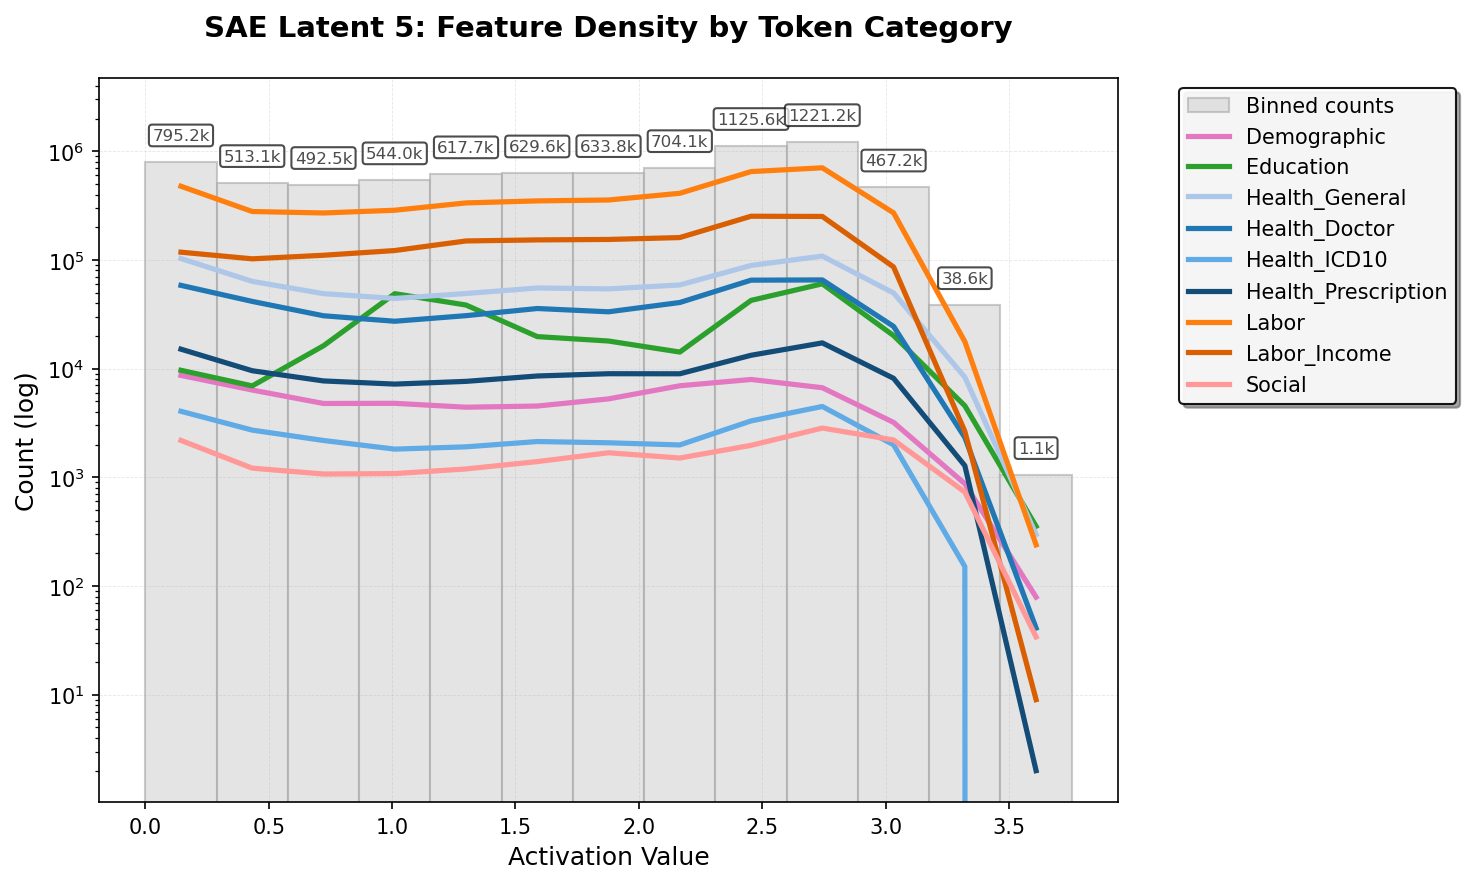 SAE Latent 5: Feature Density by Token Category
Count (log)
10⁶
10⁵
10⁴
10³
10²
10¹
795.2k
513.1k
492.5k
544.0k
617.7k
629.6k
633.8k
704.1k
1125.6k
1221.2k
467.2k
38.6k
1.1k
0.0
0.5
1.0
1.5
2.0
2.5
3.0
3.5
Activation Value
Binned counts
Demographic
Education
Health_General
Health_Doctor
Health_ICD10
Health_Prescription
Labor
Labor_Income
Social